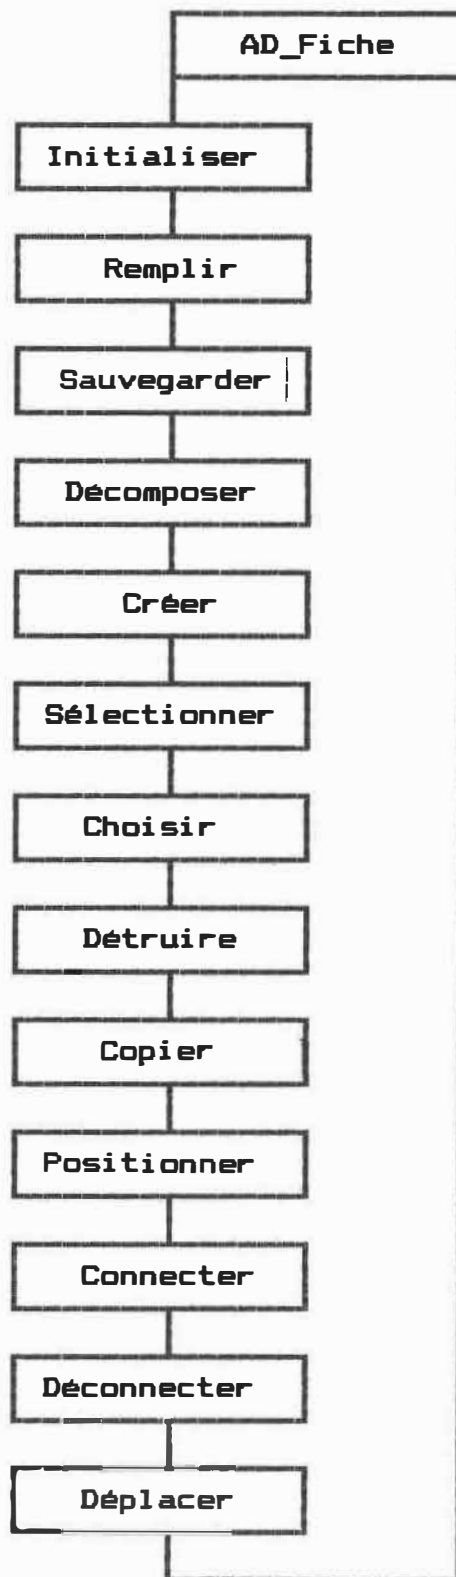 AD_Fiche
Initialiser
Remplir
Sauvegarder
Décomposer
Créer
Sélectionner
Choisir
Détruire
Copier
Positionner
Connecter
Déconnecter
Déplacer